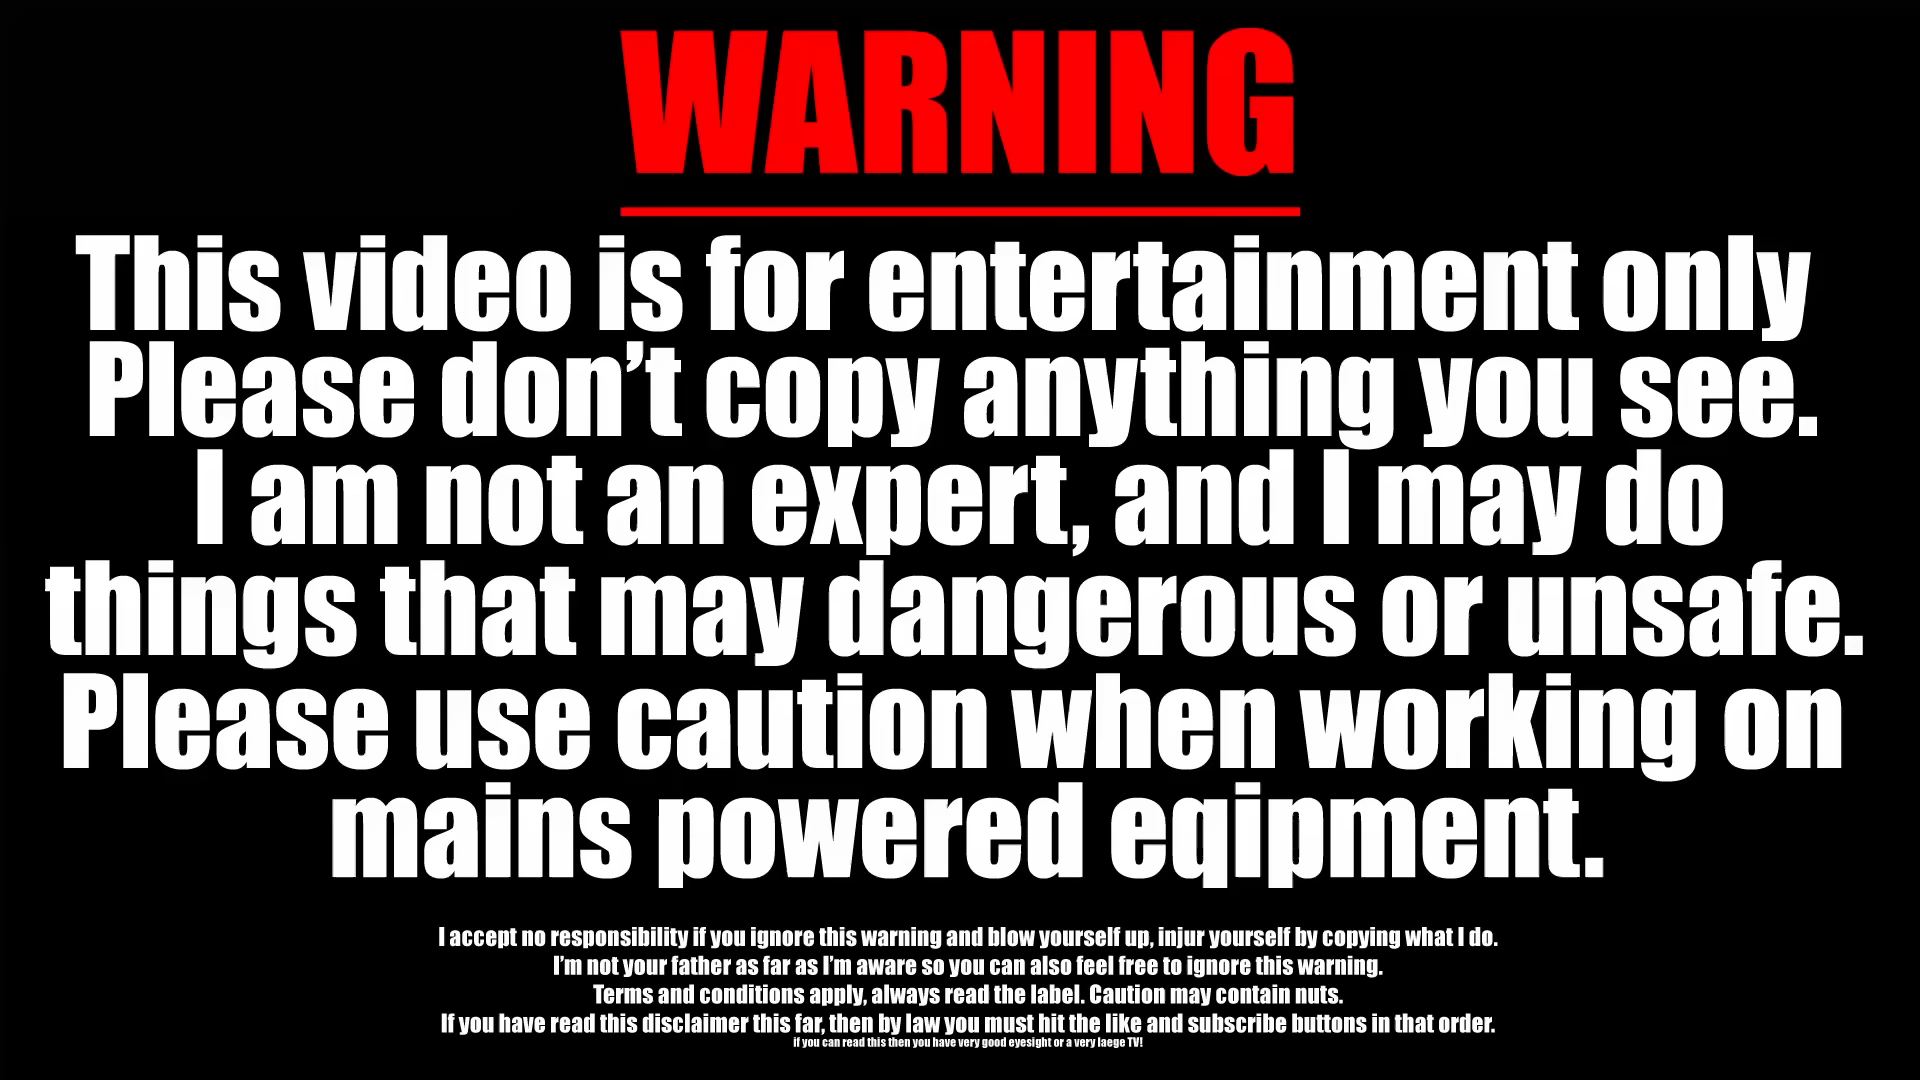 WARNING
This video is for entertainment only
Please don’t copy anything you see.
I am not an expert, and I may do
things that may dangerous or unsafe.
Please use caution when working on
mains powered eqipment.
I accept no responsibility if you ignore this warning and blow yourself up, injur yourself by copying what I do.
I’m not your father as far as I’m aware so you can also feel free to ignore this warning.
Terms and conditions apply, always read the label. Caution may contain nuts.
If you have read this disclaimer this far, then by law you must hit the like and subscribe buttons in that order.
if you can read this then you have very good eyesight or a very laege TV!